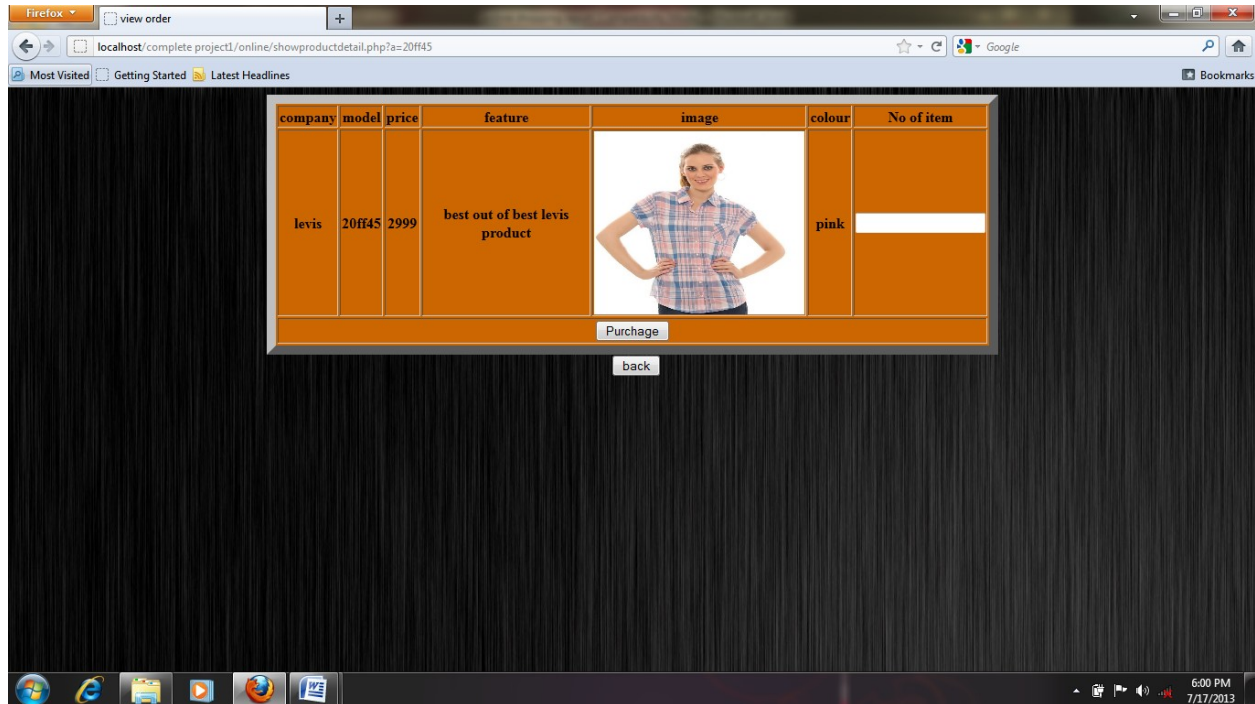 Firefox
view order
localhost/complete project1/online/showproductdetail.php?a=20ff45
Google
Most Visited Getting Started Latest Headlines Bookmarks
company model price feature image colour No of item
levis 20ff45 2999 best out of best levis product pink
Purchage
back
6:00 PM
7/17/2013